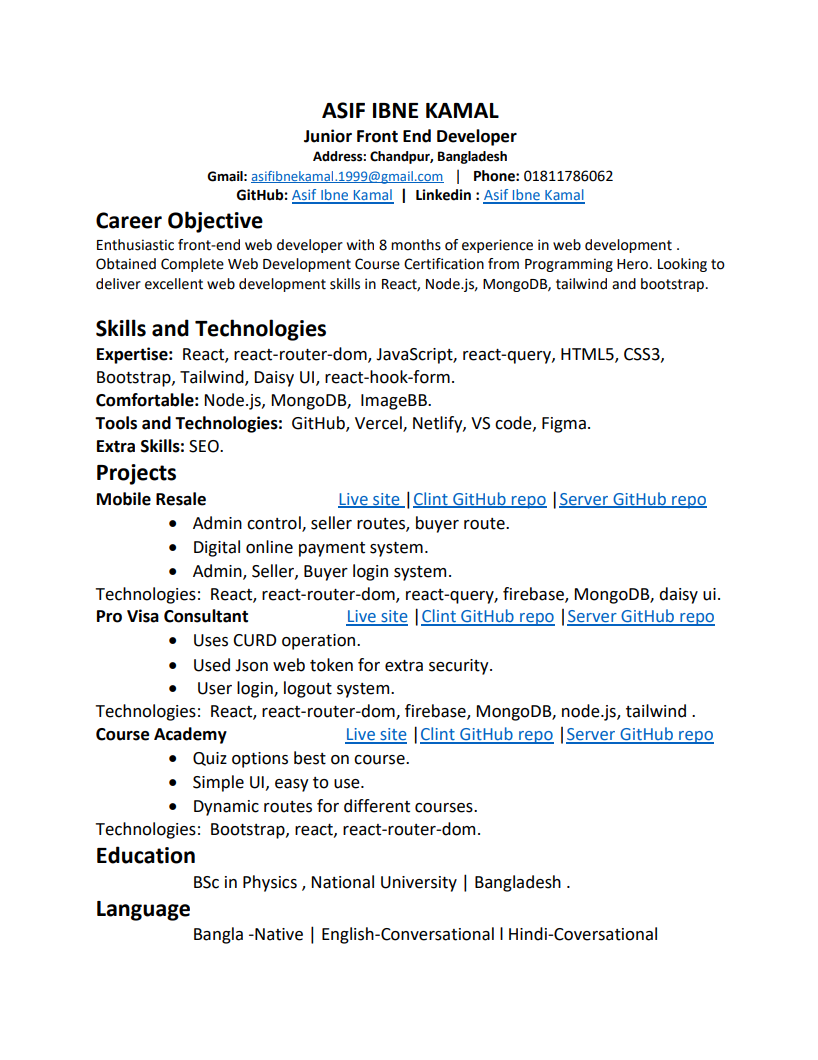 ASIF IBNE KAMAL
Junior Front End Developer
Address: Chandpur, Bangladesh
Gmail: asifibnekamal.1999@gmail.com | Phone: 01811786062
GitHub: Asif Ibne Kamal | Linkedin : Asif Ibne Kamal
Career Objective
Enthusiastic front-end web developer with 8 months of experience in web development .
Obtained Complete Web Development Course Certification from Programming Hero. Looking to
deliver excellent web development skills in React, Node.js, MongoDB, tailwind and bootstrap.
Skills and Technologies
Expertise: React, react-router-dom, JavaScript, react-query, HTML5, CSS3,
Bootstrap, Tailwind, Daisy UI, react-hook-form.
Comfortable: Node.js, MongoDB, ImageBB.
Tools and Technologies: GitHub, Vercel, Netlify, VS code, Figma.
Extra Skills: SEO.
Projects
Mobile Resale Live site |Clint GitHub repo |Server GitHub repo
• Admin control, seller routes, buyer route.
• Digital online payment system.
• Admin, Seller, Buyer login system.
Technologies: React, react-router-dom, react-query, firebase, MongoDB, daisy ui.
Pro Visa Consultant Live site |Clint GitHub repo |Server GitHub repo
• Uses CURD operation.
• Used Json web token for extra security.
• User login, logout system.
Technologies: React, react-router-dom, firebase, MongoDB, node.js, tailwind .
Course Academy Live site |Clint GitHub repo |Server GitHub repo
• Quiz options best on course.
• Simple UI, easy to use.
• Dynamic routes for different courses.
Technologies: Bootstrap, react, react-router-dom.
Education
BSc in Physics , National University | Bangladesh .
Language
Bangla -Native | English-Conversational l Hindi-Coversational